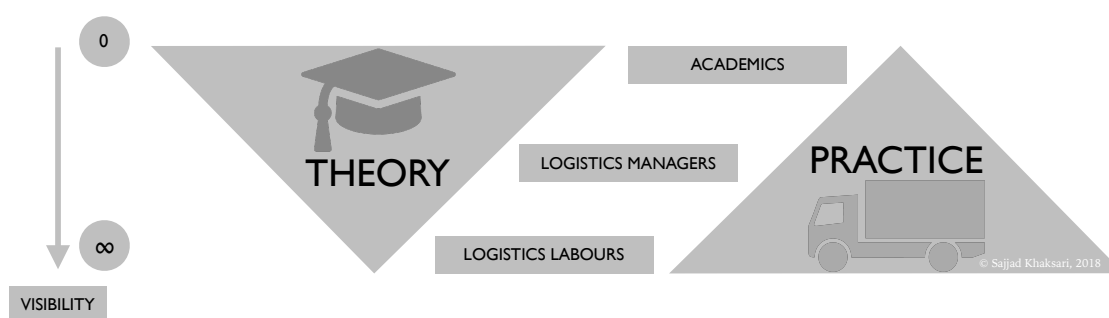 0
ACADEMICS
THEORY
LOGISTICS MANAGERS
PRACTICE
∞
LOGISTICS LABOURS
© Sajjad Khaksari, 2018
VISIBILITY